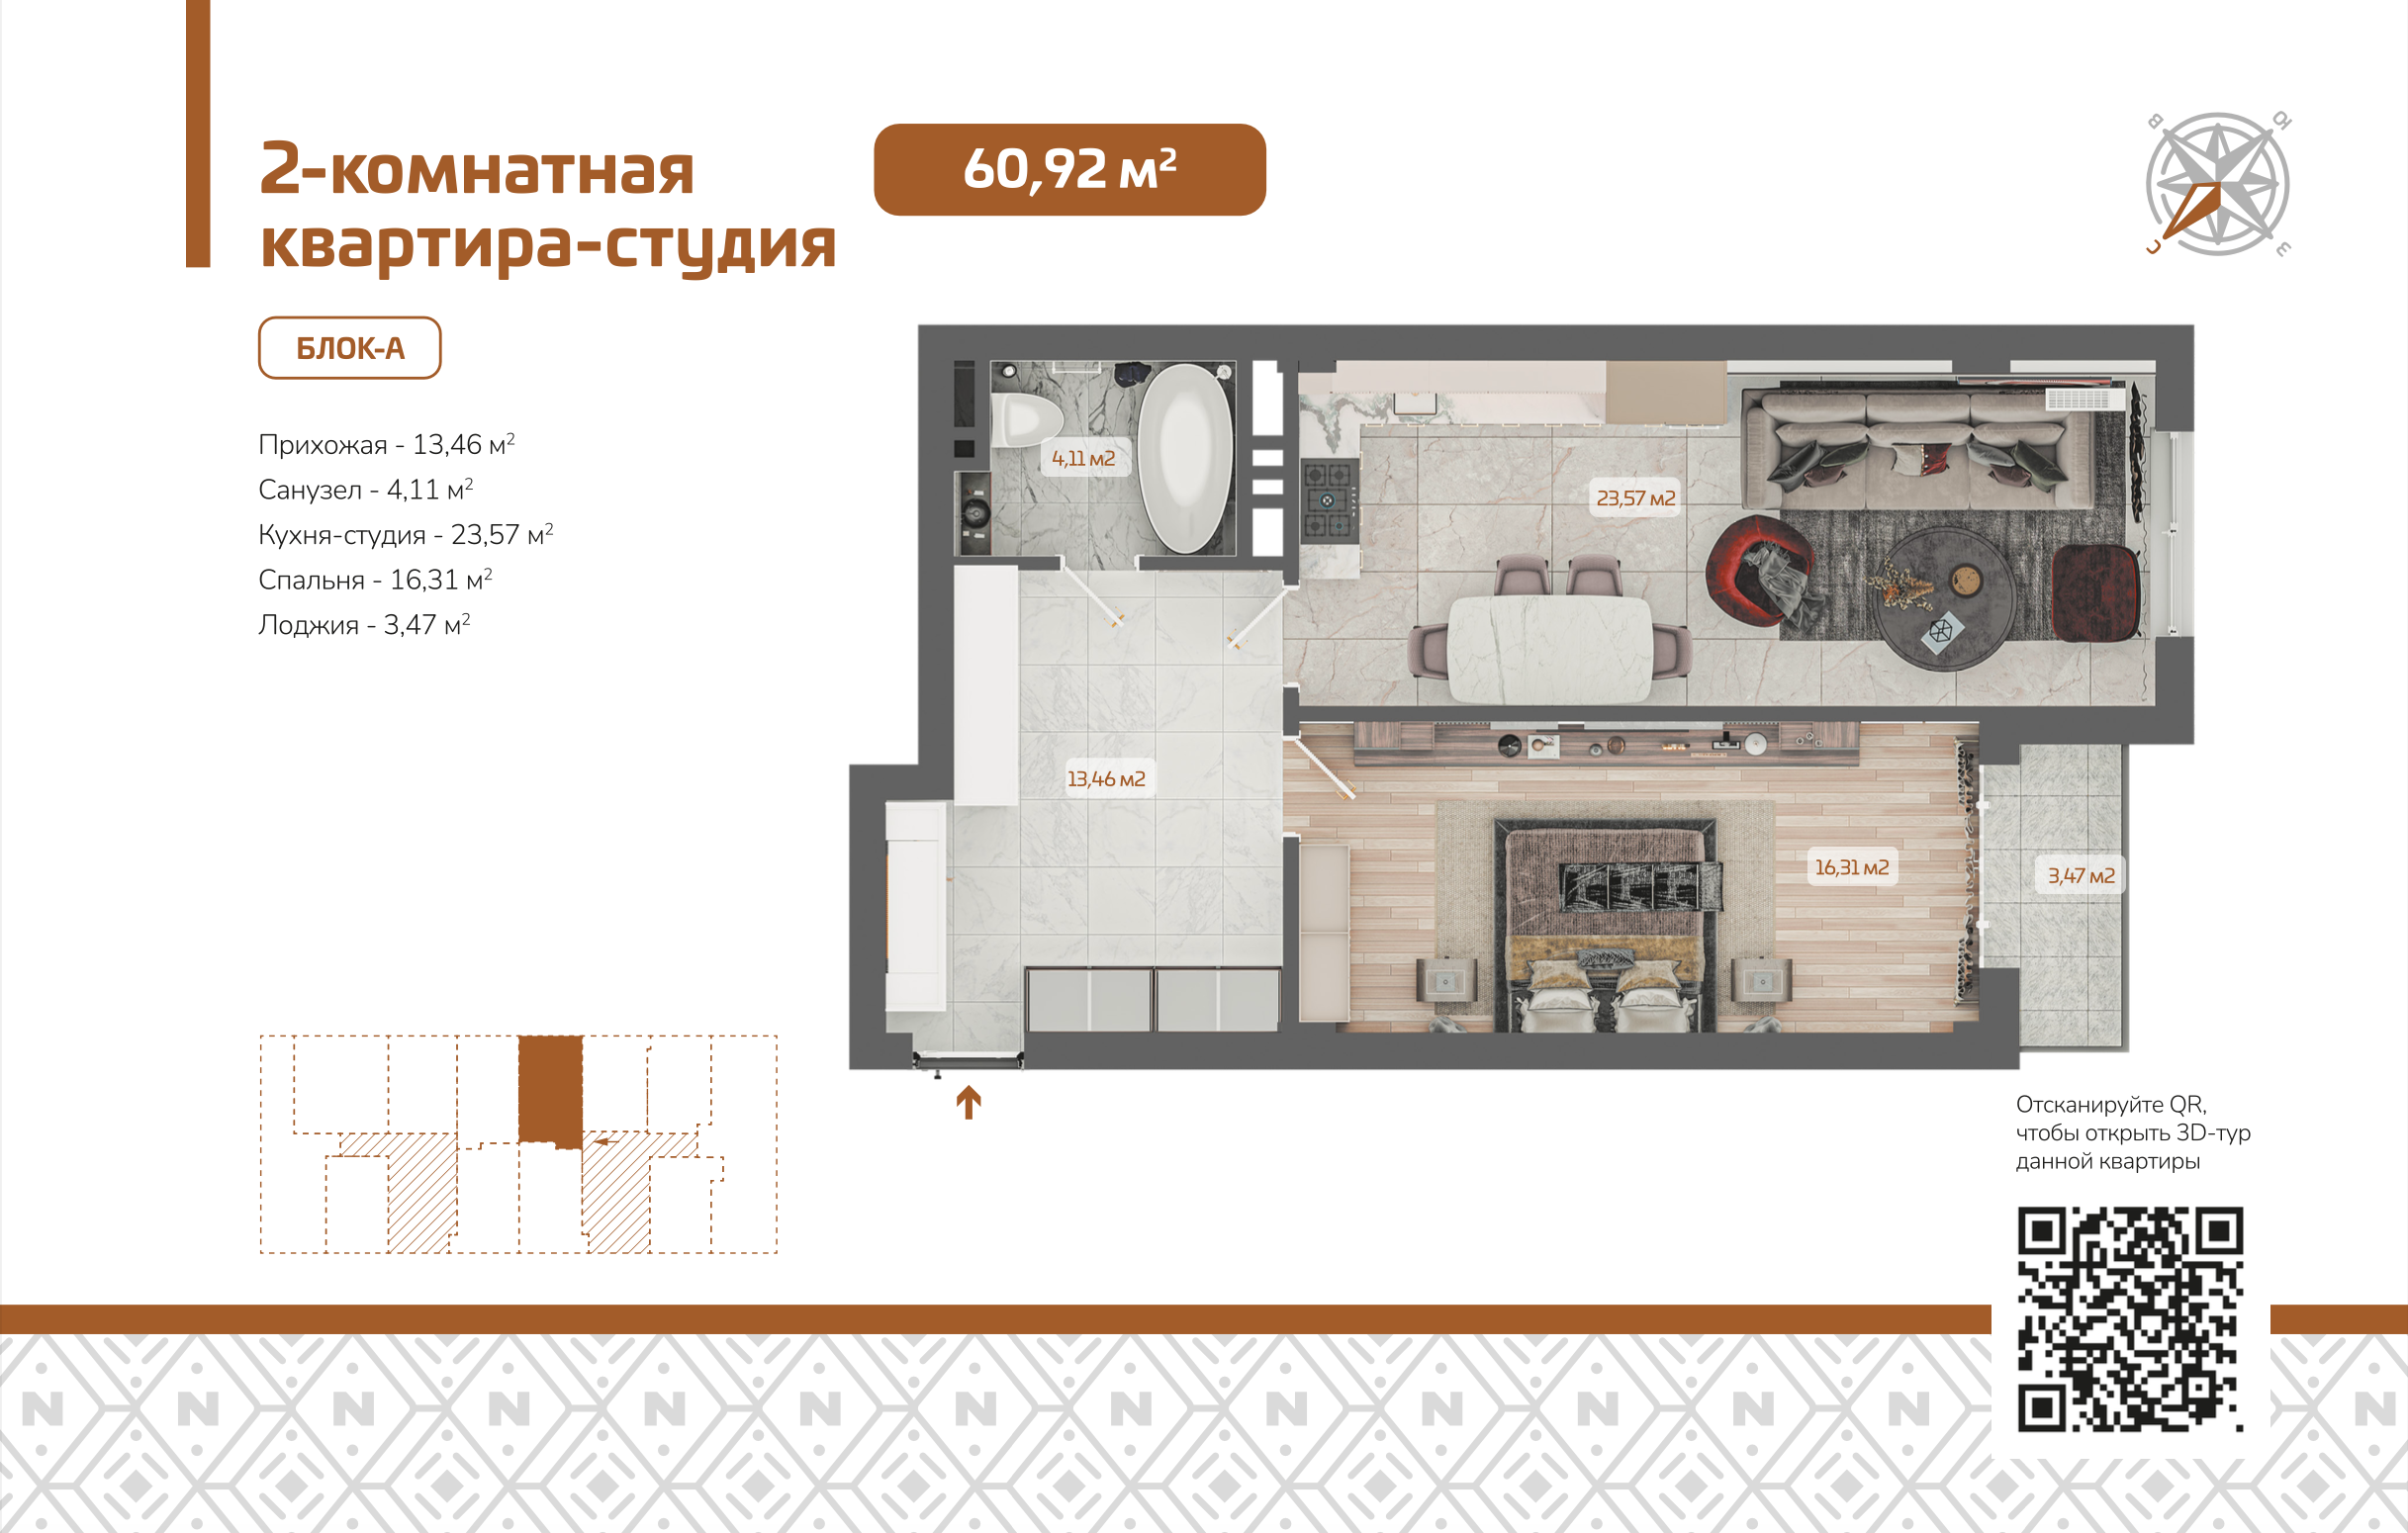 2-комнатная
квартира-студия
60,92 м²
БЛОК-А
Прихожая - 13,46 м²
Санузел - 4,11 м²
Кухня-студия - 23,57 м²
Спальня - 16,31 м²
Лоджия - 3,47 м²
В
Ю
С
З
4,11 м2
23,57 м2
13,46 м2
16,31 м2
3,47 м2
Отсканируйте QR,
чтобы открыть 3D-тур
данной квартиры
N N N N N N N N N N N N N N